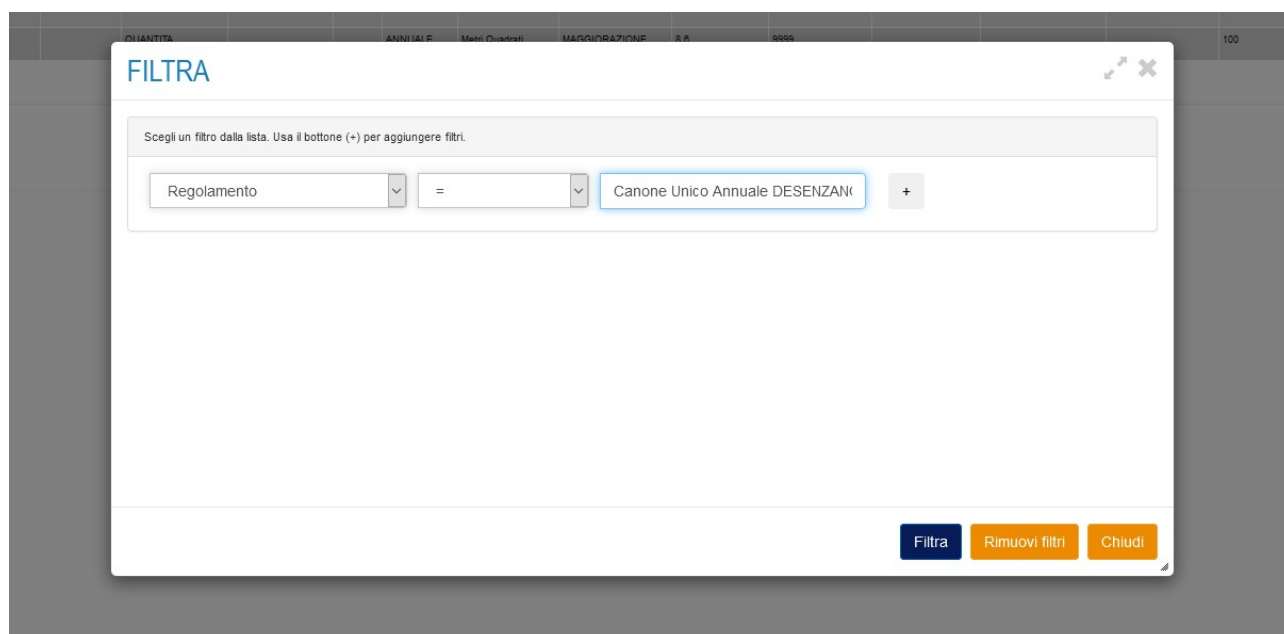 QUANTITA ANNUALE Metri Quadrati MAGGIORAZIONE 8.6 9999 100
FILTRA
Scegli un filtro dalla lista. Usa il bottone (+) per aggiungere filtri.
Regolamento = Canone Unico Annuale DESENZAN +
Filtra Rimuovi filtri Chiudi